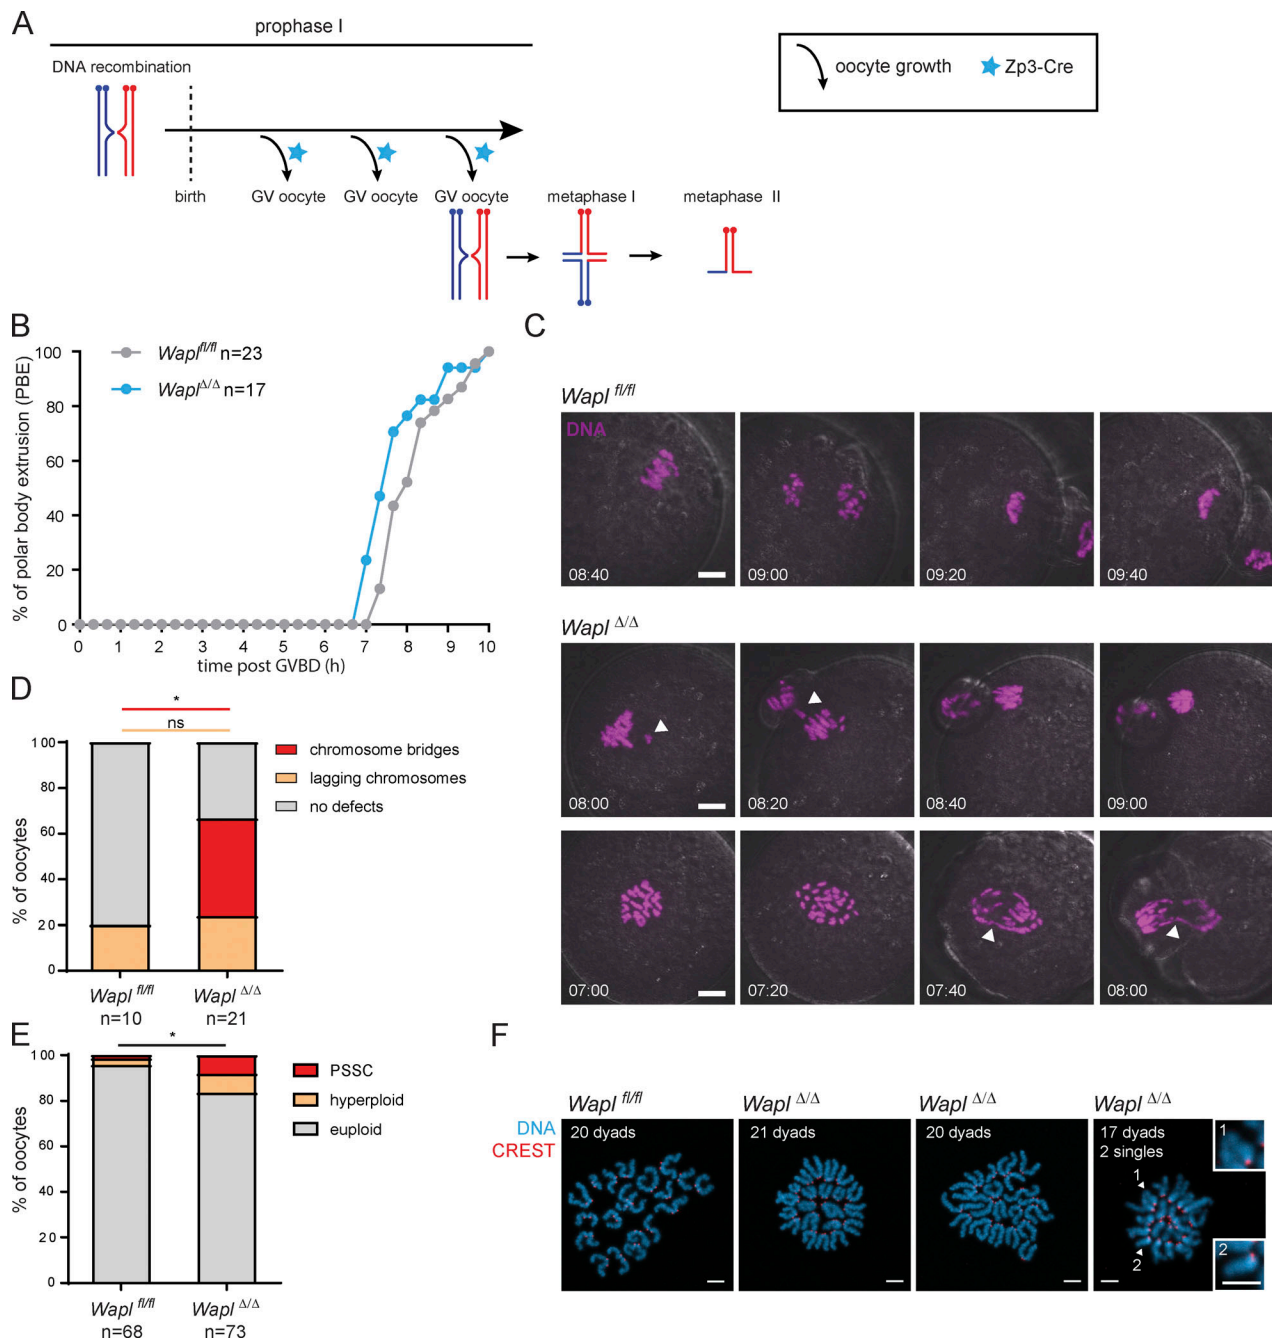 A
prophase I
DNA recombination
oocyte growth
Zp3-Cre
birth
GV oocyte
GV oocyte
GV oocyte
metaphase I
metaphase II
B
% of polar body extrusion (PBE)
100
80
60
40
20
0
0 1 2 3 4 5 6 7 8 9 10
time post GVBD (h)
Wapl fl/fl n=23
Wapl Δ/Δ n=17
C
Wapl fl/fl
DNA
08:40
09:00
09:20
09:40
Wapl Δ/Δ
08:00
08:20
08:40
09:00
07:00
07:20
07:40
08:00
D
*
ns
% of oocytes
100
80
60
40
20
0
chromosome bridges
lagging chromosomes
no defects
Wapl fl/fl
n=10
Wapl Δ/Δ
n=21
E
*
% of oocytes
100
80
60
40
20
0
PSSC
hyperploid
euploid
Wapl fl/fl
n=68
Wapl Δ/Δ
n=73
F
Wapl fl/fl
Wapl Δ/Δ
Wapl Δ/Δ
Wapl Δ/Δ
DNA
CREST
20 dyads
21 dyads
20 dyads
17 dyads
2 singles
1
2
1
2